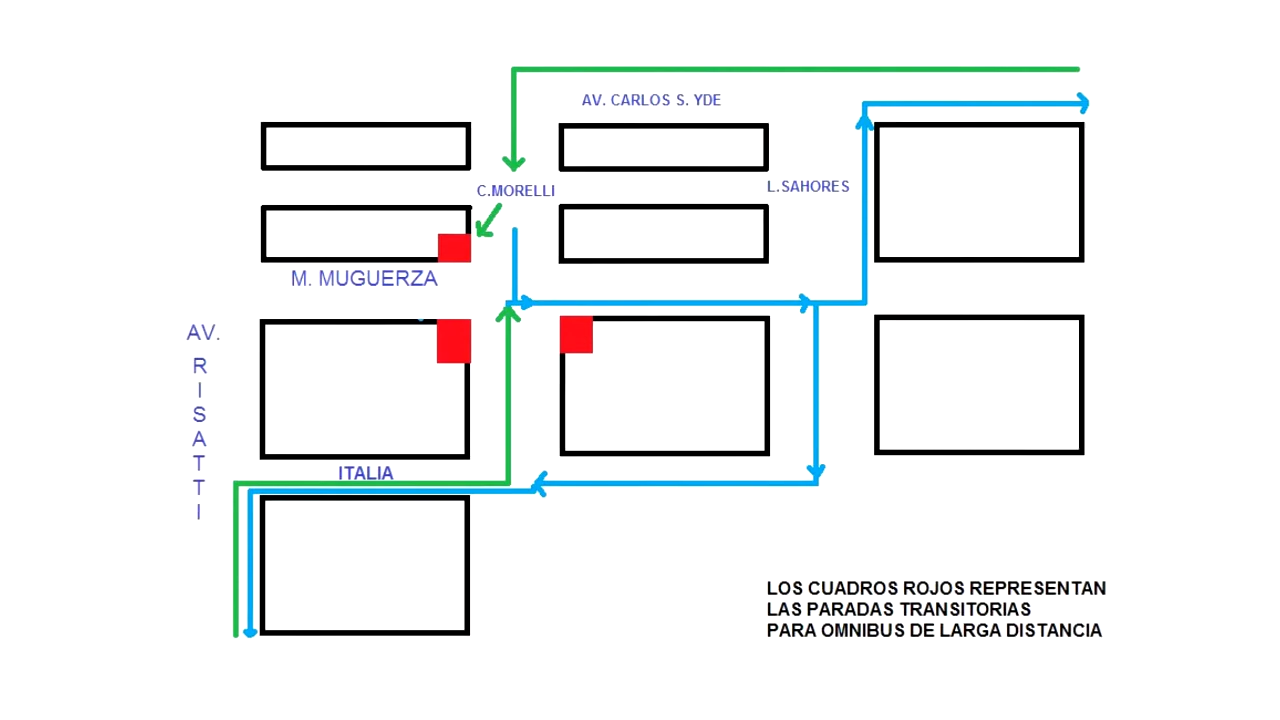 AV. CARLOS S. YDE
C.MORELLI
L.SAHORES
M. MUGUERZA
AV.
R
I
S
A
T
T
I
ITALIA
LOS CUADROS ROJOS REPRESENTAN
LAS PARADAS TRANSITORIAS
PARA OMNIBUS DE LARGA DISTANCIA